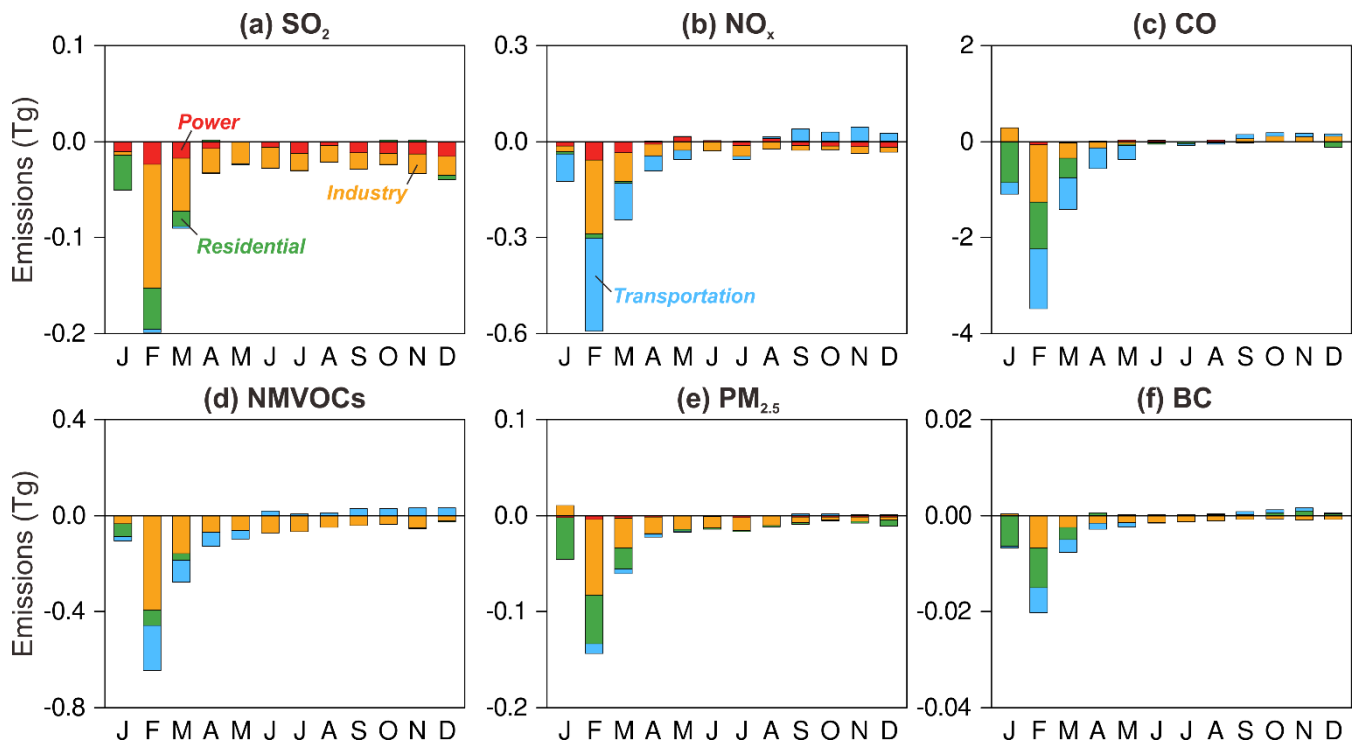 (a) SO₂
(b) NOₓ
(c) CO
Emissions (Tg)
0.1
0.0
-0.1
-0.2
Power
Industry
Residential
J F M A M J J A S O N D
0.3
0.0
-0.3
-0.6
Transportation
J F M A M J J A S O N D
2
0
-2
-4
J F M A M J J A S O N D
(d) NMVOCs
(e) PM₂.₅
(f) BC
Emissions (Tg)
0.4
0.0
-0.4
-0.8
J F M A M J J A S O N D
0.1
0.0
-0.1
-0.2
J F M A M J J A S O N D
0.02
0.00
-0.02
-0.04
J F M A M J J A S O N D